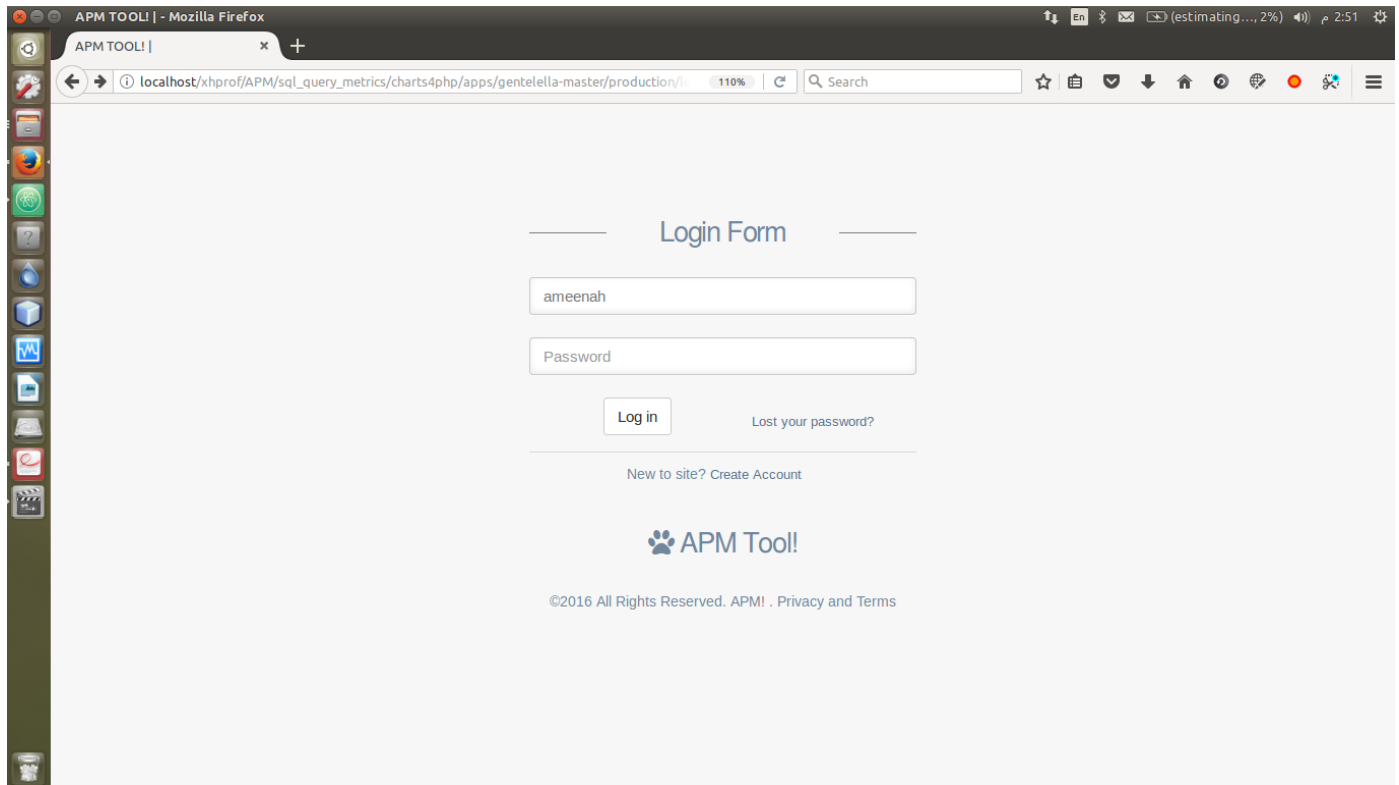 APM TOOL! | - Mozilla Firefox
En (estimating..., 2%) م 2:51
APM TOOL! |
localhost/xhprof/APM/sql_query_metrics/charts4php/apps/gentelella-master/production/ 110% Search
Login Form
ameenah
Password
Log in Lost your password?
New to site? Create Account
APM Tool!
©2016 All Rights Reserved. APM! . Privacy and Terms